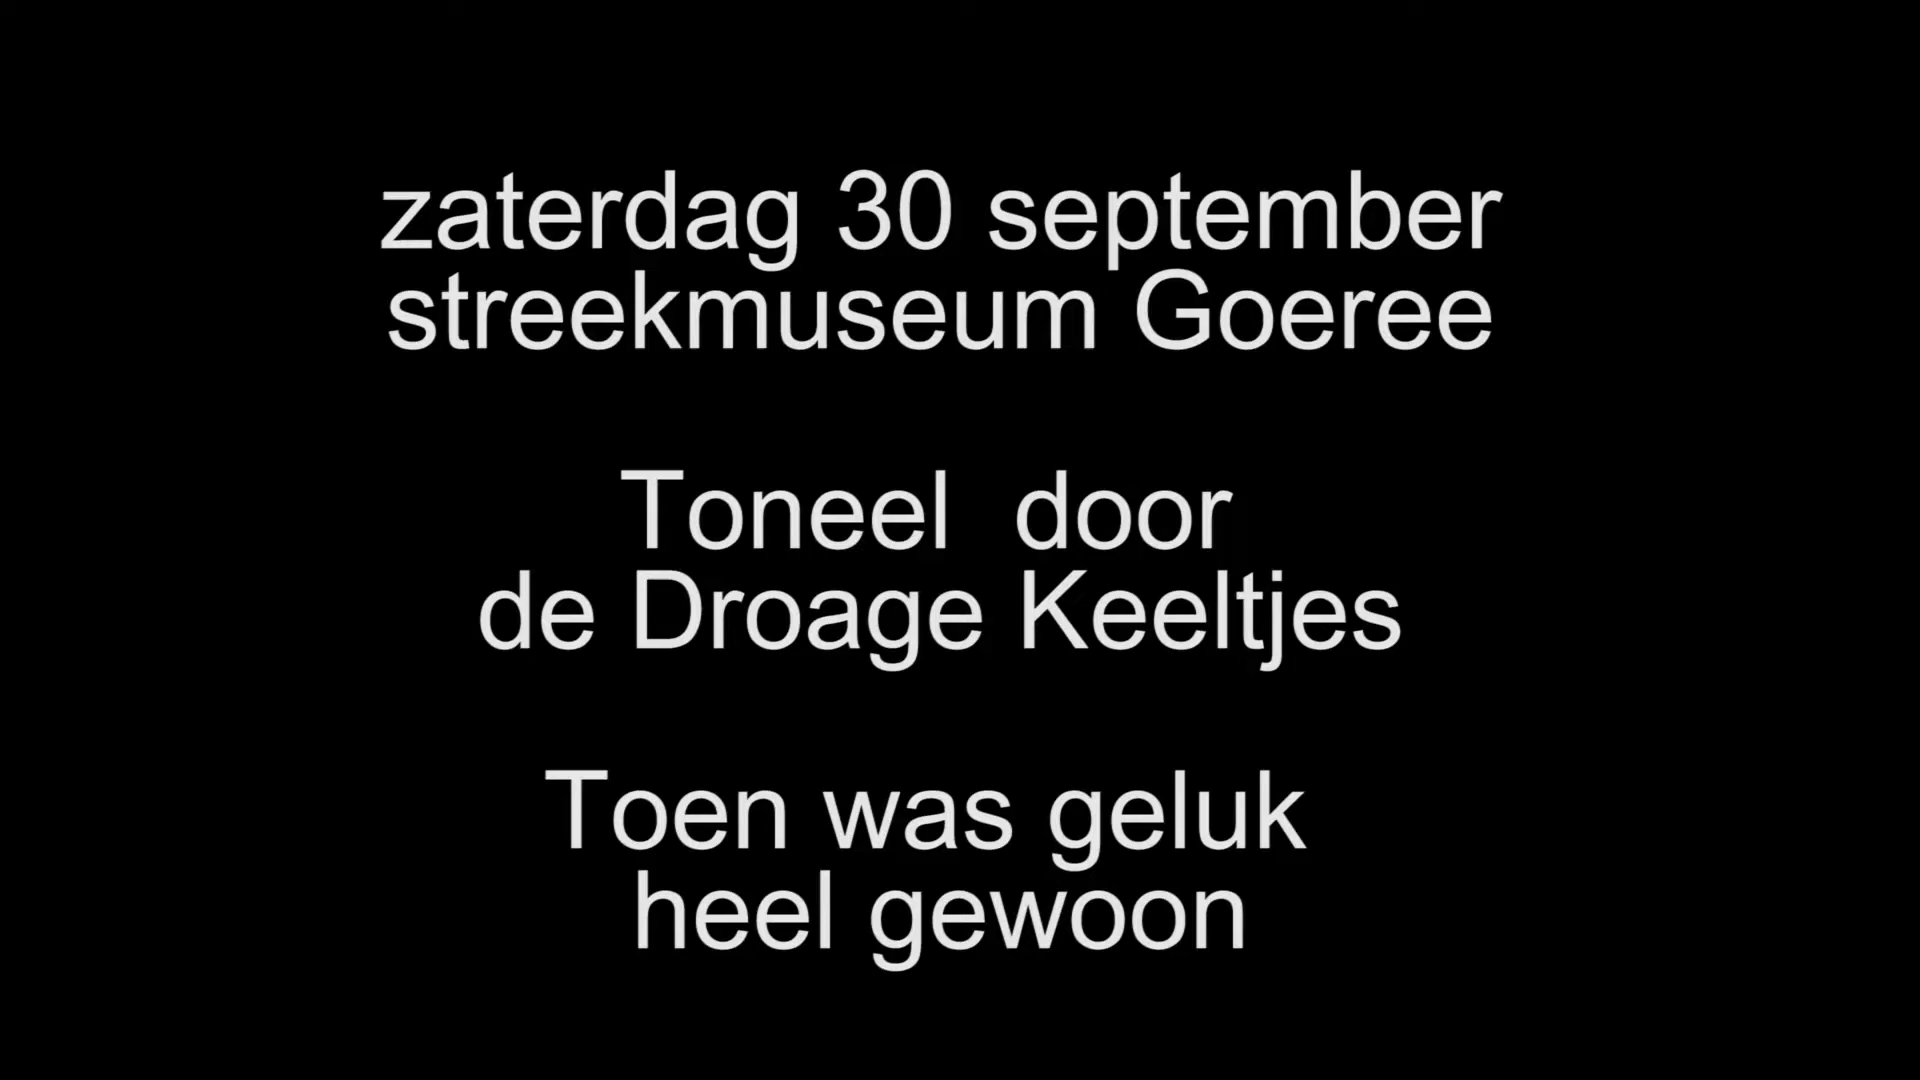 zaterdag 30 september
streekmuseum Goeree
Toneel  door
de Droage Keeltjes
Toen was geluk
heel gewoon